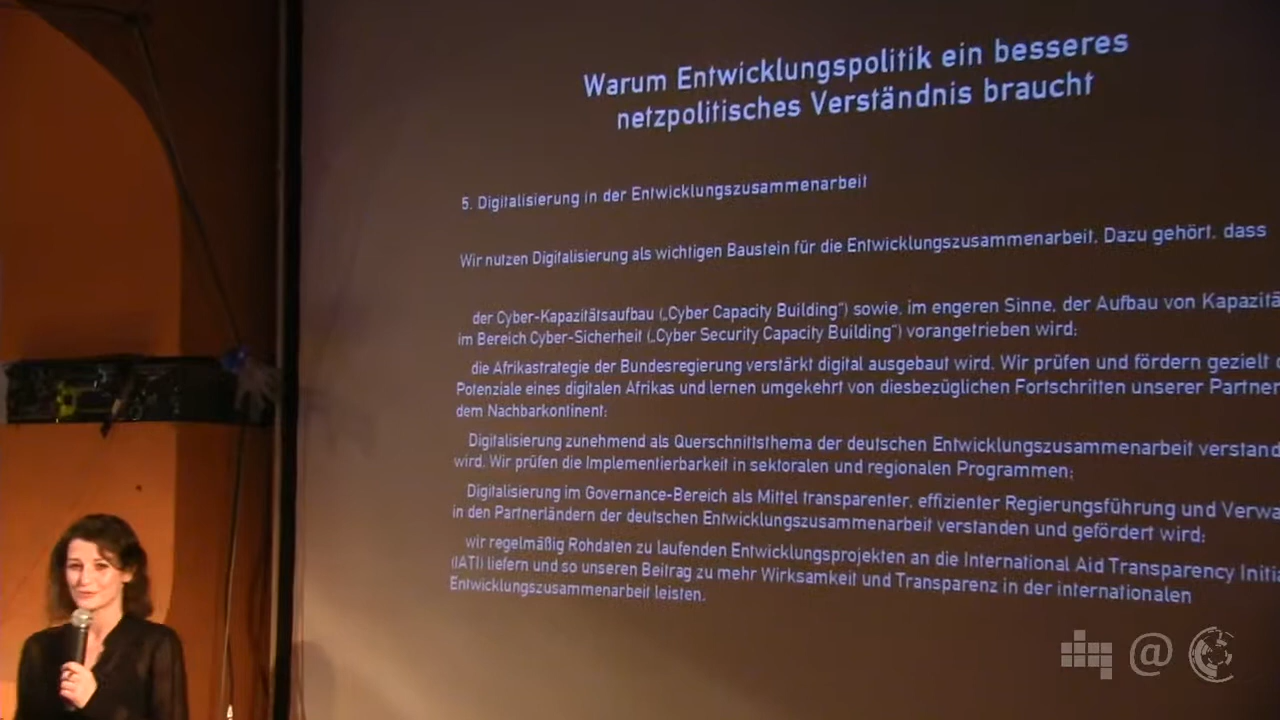 Warum Entwicklungspolitik ein besseres
netzpolitisches Verständnis braucht
5. Digitalisierung in der Entwicklungszusammenarbeit
Wir nutzen Digitalisierung als wichtigen Baustein für die Entwicklungszusammenarbeit. Dazu gehört, dass
der Cyber-Kapazitätsaufbau („Cyber Capacity Building“) sowie, im engeren Sinne, der Aufbau von Kapazitä
im Bereich Cyber-Sicherheit („Cyber Security Capacity Building“) vorangetrieben wird;
die Afrikastrategie der Bundesregierung verstärkt digital ausgebaut wird. Wir prüfen und fördern gezielt
Potenziale eines digitalen Afrikas und lernen umgekehrt von diesbezüglichen Fortschritten unserer Partner
dem Nachbarkontinent;
Digitalisierung zunehmend als Querschnittsthema der deutschen Entwicklungszusammenarbeit verstand
wird. Wir prüfen die Implementierbarkeit in sektoralen und regionalen Programmen;
Digitalisierung im Governance-Bereich als Mittel transparenter, effizienter Regierungsführung und Verwa
in den Partnerländern der deutschen Entwicklungszusammenarbeit verstanden und gefördert wird;
wir regelmäßig Rohdaten zu laufenden Entwicklungsprojekten an die International Aid Transparency Initi
(IATI) liefern und so unseren Beitrag zu mehr Wirksamkeit und Transparenz in der internationalen
Entwicklungszusammenarbeit leisten.
@